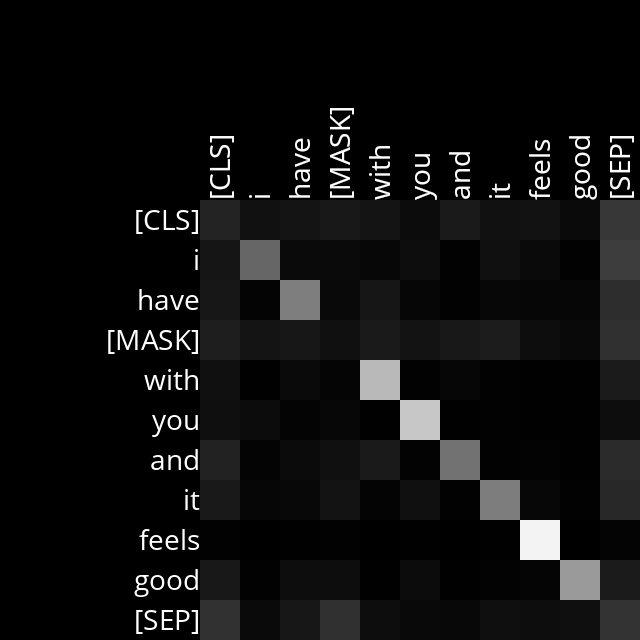 [CLS]
i
have
[MASK]
with
you
and
it
feels
good
[SEP]
[CLS]
i
have
[MASK]
with
you
and
it
feels
good
[SEP]